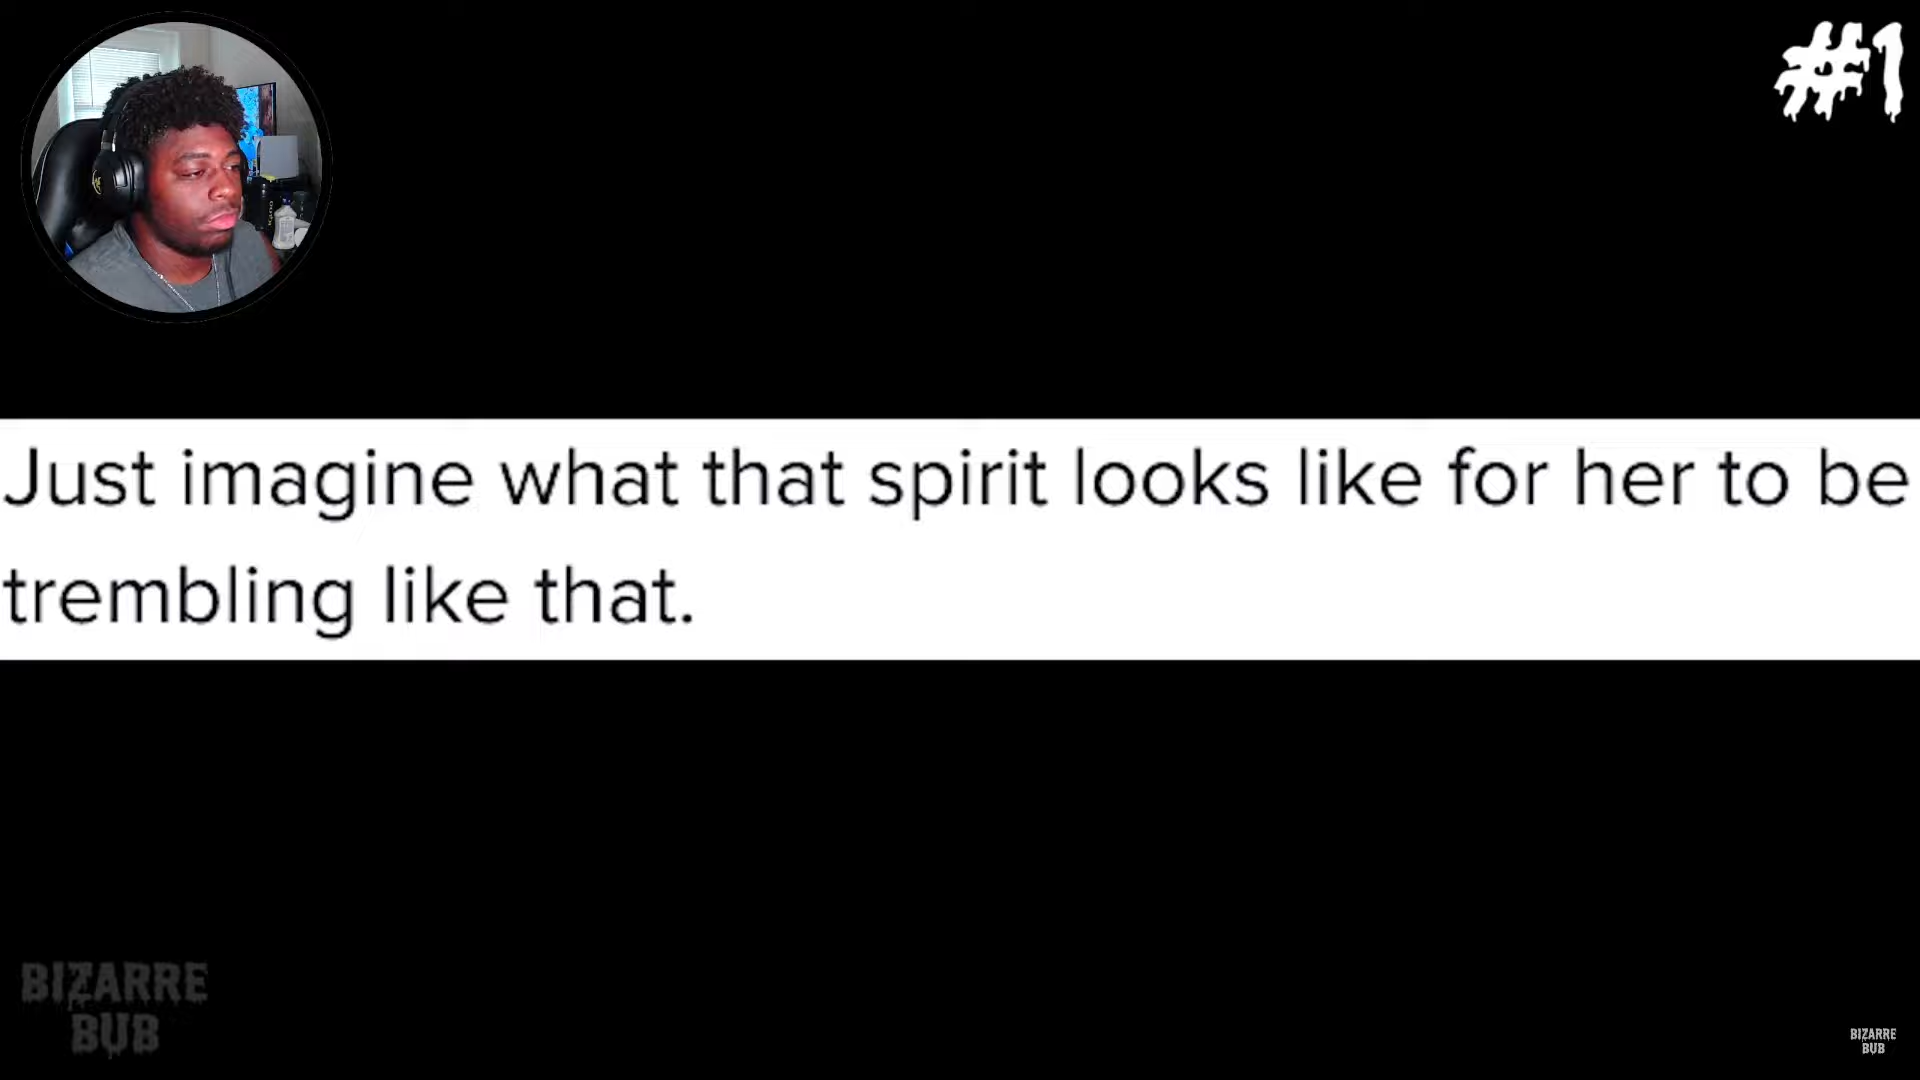 #1
Just imagine what that spirit looks like for her to be
trembling like that.
BIZARRE
BUB
BIZARRE
BUB